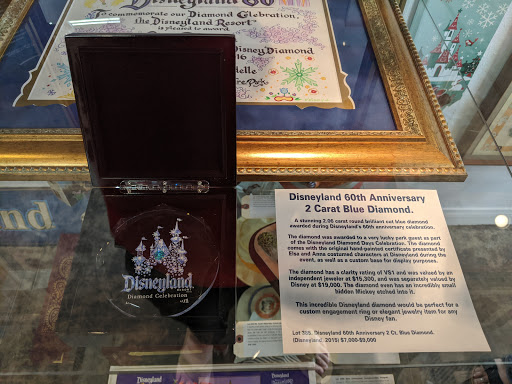 Disneyland 60
To commemorate our Diamond Celebration,
the Disneyland Resort®
is pleased to award
Disneyland 60th Anniversary
2 Carat Blue Diamond.
A stunning 2.06 carat round brilliant cut blue diamond
awarded during Disneyland's 60th anniversary celebration.
The diamond was awarded to a very lucky park guest as part
of the Disneyland Diamond Days Celebration. The diamond
comes with the original hand-painted certificate presented by
Elsa and Anna costumed characters at Disneyland during the
event, as well as a custom base for display purposes.
The diamond has a clarity rating of VS1 and was valued by an
independent jeweler at $15,300, and was separately valued by
Disney at $19,000. The diamond even has an incredibly small
hidden Mickey etched into it.
This incredible Disneyland diamond would be perfect for a
custom engagement ring or elegant jewelry item for any
Disney fan.
Lot 305. Disneyland 60th Anniversary 2 Ct. Blue Diamond.
(Disneyland, 2015) $7,000-$9,000
Disneyland
Diamond Celebration
Disneyland